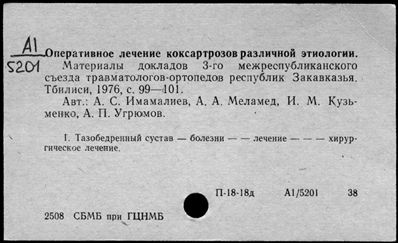 А1
5201
Оперативное лечение коксартрозов различной этиологии.
Материалы докладов 3-го межреспубликанского
съезда травматологов-ортопедов республик Закавказья.
Тбилиси, 1976, с. 99—101.
Авт.: А. С. Имамалиев, А. А. Меламед, И. М. Кузь-
менко, А. П. Угрюмов.
I. Тазобедренный сустав — болезни — — лечение — — хирур-
гическое лечение.
П-18-18д А1/5201 38
2508 СБМБ при ГЦНМБ